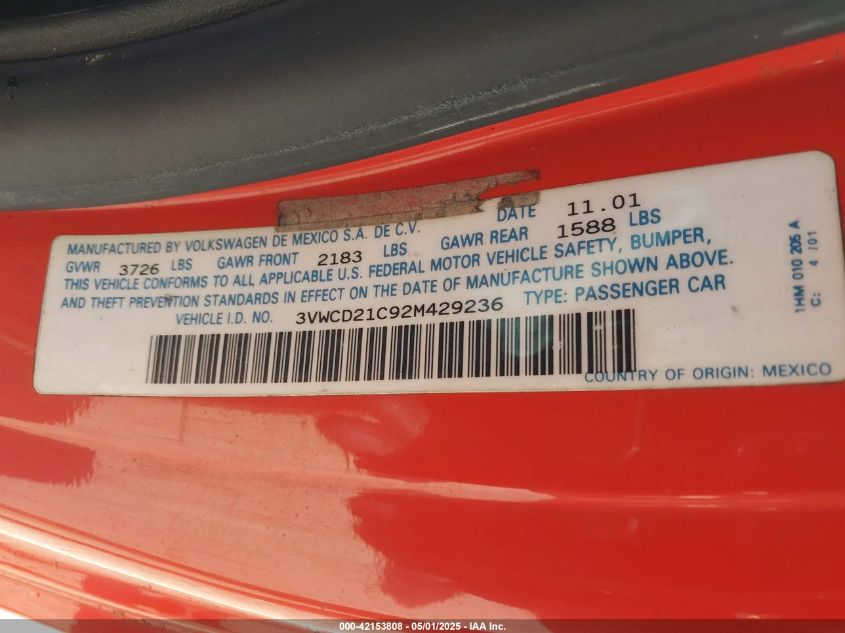 MANUFACTURED BY VOLKSWAGEN DE MEXICO S.A. DE C.V. DATE 11.01
GVWR 3726 LBS GAWR FRONT 2183 LBS GAWR REAR 1588 LBS
THIS VEHICLE CONFORMS TO ALL APPLICABLE U.S. FEDERAL MOTOR VEHICLE SAFETY, BUMPER,
AND THEFT PREVENTION STANDARDS IN EFFECT ON THE DATE OF MANUFACTURE SHOWN ABOVE.
VEHICLE I.D. NO. 3VWCD21C92M429236 TYPE: PASSENGER CAR
COUNTRY OF ORIGIN: MEXICO
1HM 010 205 A
C: 4 /01
000-42153808 - 05/01/2025 - IAA Inc.